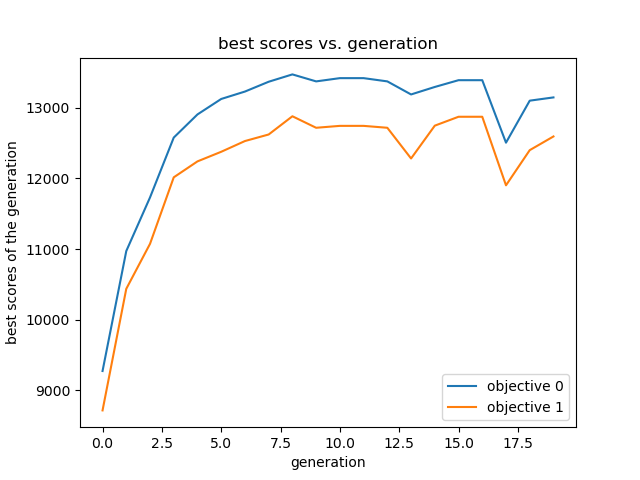 best scores vs. generation
best scores of the generation
13000
12000
11000
10000
9000
objective 0
objective 1
0.0 2.5 5.0 7.5 10.0 12.5 15.0 17.5
generation